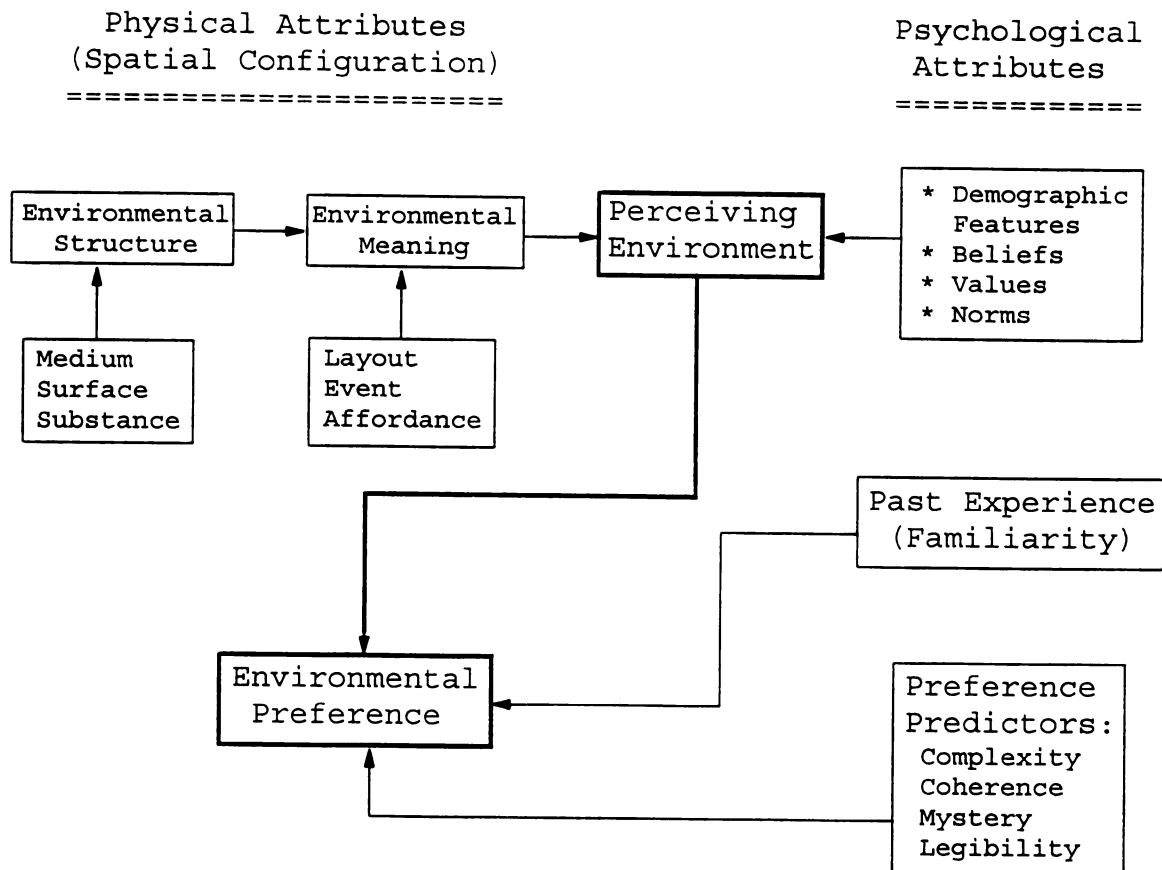 Physical Attributes
(Spatial Configuration)
=======================
Psychological
Attributes
=============
Environmental
Structure
Environmental
Meaning
Perceiving
Environment
* Demographic
Features
* Beliefs
* Values
* Norms
Medium
Surface
Substance
Layout
Event
Affordance
Past Experience
(Familiarity)
Environmental
Preference
Preference
Predictors:
Complexity
Coherence
Mystery
Legibility